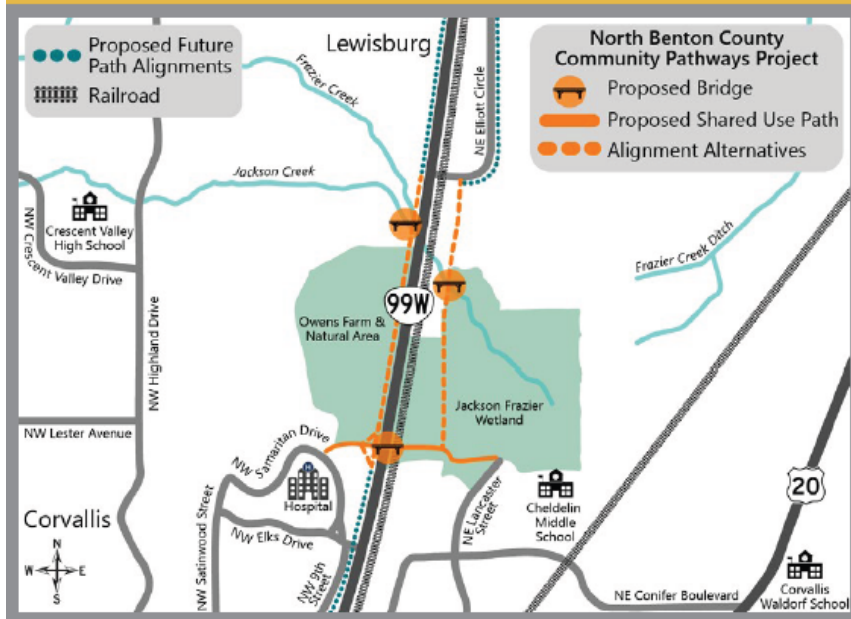 Proposed Future
Path Alignments
Railroad
Lewisburg
North Benton County
Community Pathways Project
Proposed Bridge
Proposed Shared Use Path
Alignment Alternatives
Frazier Creek
NE Elliott Circle
Jackson Creek
Crescent Valley
High School
NW Crescent Valley Drive
NW Highland Drive
Frazier Creek Ditch
99W
Owens Farm &
Natural Area
Jackson Frazier
Wetland
NW Lester Avenue
NW Samaritan Drive
H
Hospital
NW Satinwood Street
NW Elks Drive
NW 9th
Street
NE Lancaster
Street
Cheldelin
Middle
School
20
Corvallis
N
W
E
S
NE Conifer Boulevard
Corvallis
Waldorf School